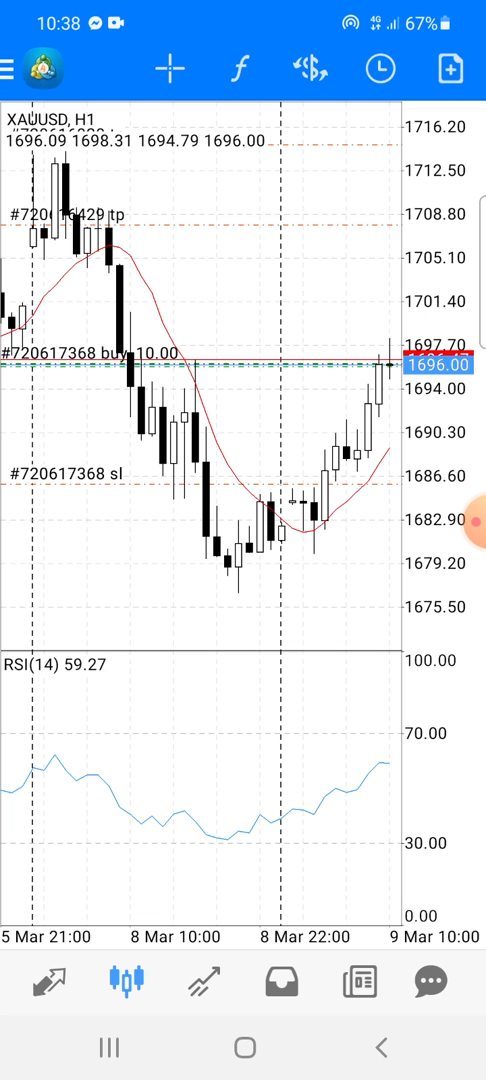 10:38 4G 67%
f
$
XAUUSD, H1
1696.09 1698.31 1694.79 1696.00
1716.20
1712.50
#720616429 tp
1708.80
1705.10
1701.40
1697.70
#720617368 buy 10.00
1696.00
1694.00
1690.30
#720617368 sl
1686.60
1682.90
1679.20
1675.50
RSI(14) 59.27
100.00
70.00
30.00
0.00
5 Mar 21:00 8 Mar 10:00 8 Mar 22:00 9 Mar 10:00